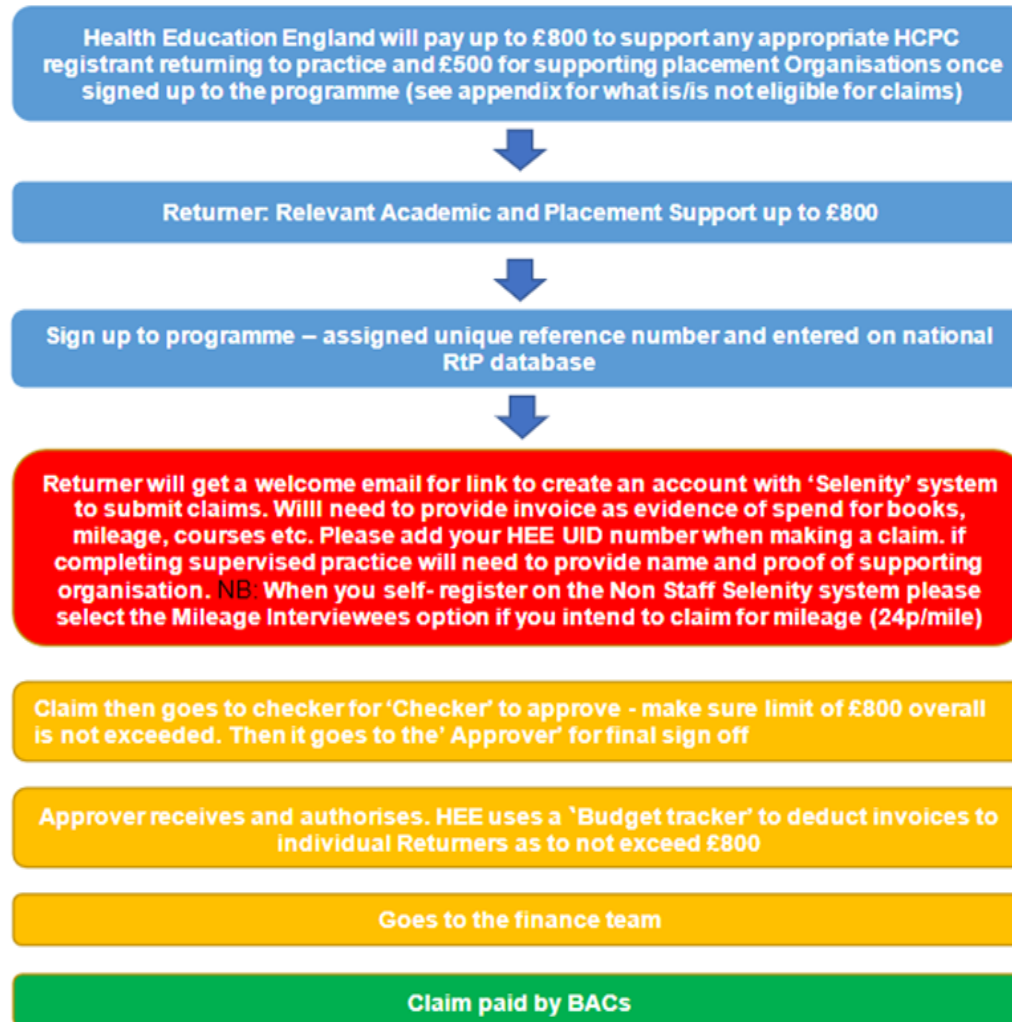 Health Education England will pay up to £800 to support any appropriate HCPC
registrant returning to practice and £500 for supporting placement Organisations once
signed up to the programme (see appendix for what is/is not eligible for claims)
Returner: Relevant Academic and Placement Support up to £800
Sign up to programme – assigned unique reference number and entered on national
RtP database
Returner will get a welcome email for link to create an account with ‘Selenity’ system
to submit claims. Willl need to provide invoice as evidence of spend for books,
mileage, courses etc. Please add your HEE UID number when making a claim. if
completing supervised practice will need to provide name and proof of supporting
organisation. NB: When you self- register on the Non Staff Selenity system please
select the Mileage Interviewees option if you intend to claim for mileage (24p/mile)
Claim then goes to checker for ‘Checker’ to approve - make sure limit of £800 overall
is not exceeded. Then it goes to the’ Approver’ for final sign off
Approver receives and authorises. HEE uses a `Budget tracker’ to deduct invoices to
individual Returners as to not exceed £800
Goes to the finance team
Claim paid by BACs